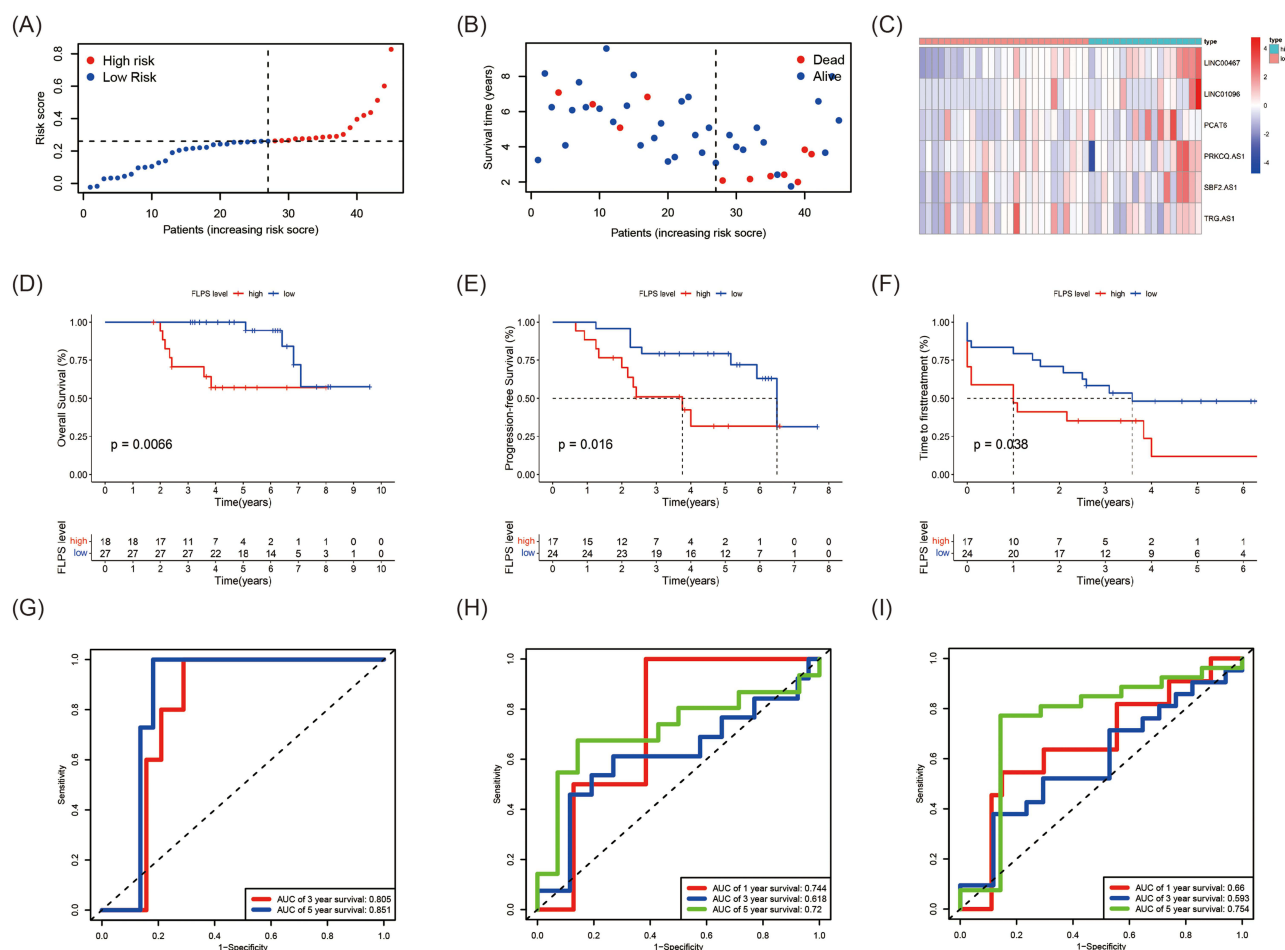 (A)
High risk
Low Risk
Risk score
0.0 0.2 0.4 0.6 0.8
0 10 20 30 40
Patients (increasing risk socre)
(B)
Dead
Alive
Survival time (years)
2 4 6 8
0 10 20 30 40
Patients (increasing risk socre)
(C)
type
type
LINC00467
LINC01096
PCAT6
PRKCQ.AS1
SBF2.AS1
TRG.AS1
4
2
0
-2
-4
hi
lo
(D)
FLPS level high low
Overall Survival (%)
1.00
0.75
0.50
0.25
0.00
p = 0.0066
0 1 2 3 4 5 6 7 8 9 10
Time(years)
FLPS level
high 18 18 17 11 7 4 2 1 1 0 0
low 27 27 27 27 22 18 14 5 3 1 0
0 1 2 3 4 5 6 7 8 9 10
Time(years)
(E)
FLPS level high low
Progression-free Survival (%)
1.00
0.75
0.50
0.25
0.00
p = 0.016
0 1 2 3 4 5 6 7 8
Time(years)
FLPS level
high 17 15 12 7 4 2 1 0 0
low 24 24 23 19 16 12 7 1 0
0 1 2 3 4 5 6 7 8
Time(years)
(F)
FLPS level high low
Time to firsttreatment (%)
1.00
0.75
0.50
0.25
0.00
p = 0.038
0 1 2 3 4 5 6
Time(years)
FLPS level
high 17 10 7 5 2 1 1
low 24 20 17 12 9 6 4
0 1 2 3 4 5 6
Time(years)
(G)
Sensitivity
0.0 0.2 0.4 0.6 0.8 1.0
AUC of 3 year survival: 0.805
AUC of 5 year survival: 0.851
0.0 0.2 0.4 0.6 0.8 1.0
1-Specificity
(H)
Sensitivity
0.0 0.2 0.4 0.6 0.8 1.0
AUC of 1 year survival: 0.744
AUC of 3 year survival: 0.618
AUC of 5 year survival: 0.72
0.0 0.2 0.4 0.6 0.8 1.0
1-Specificity
(I)
Sensitivity
0.0 0.2 0.4 0.6 0.8 1.0
AUC of 1 year survival: 0.66
AUC of 3 year survival: 0.593
AUC of 5 year survival: 0.754
0.0 0.2 0.4 0.6 0.8 1.0
1-Specificity